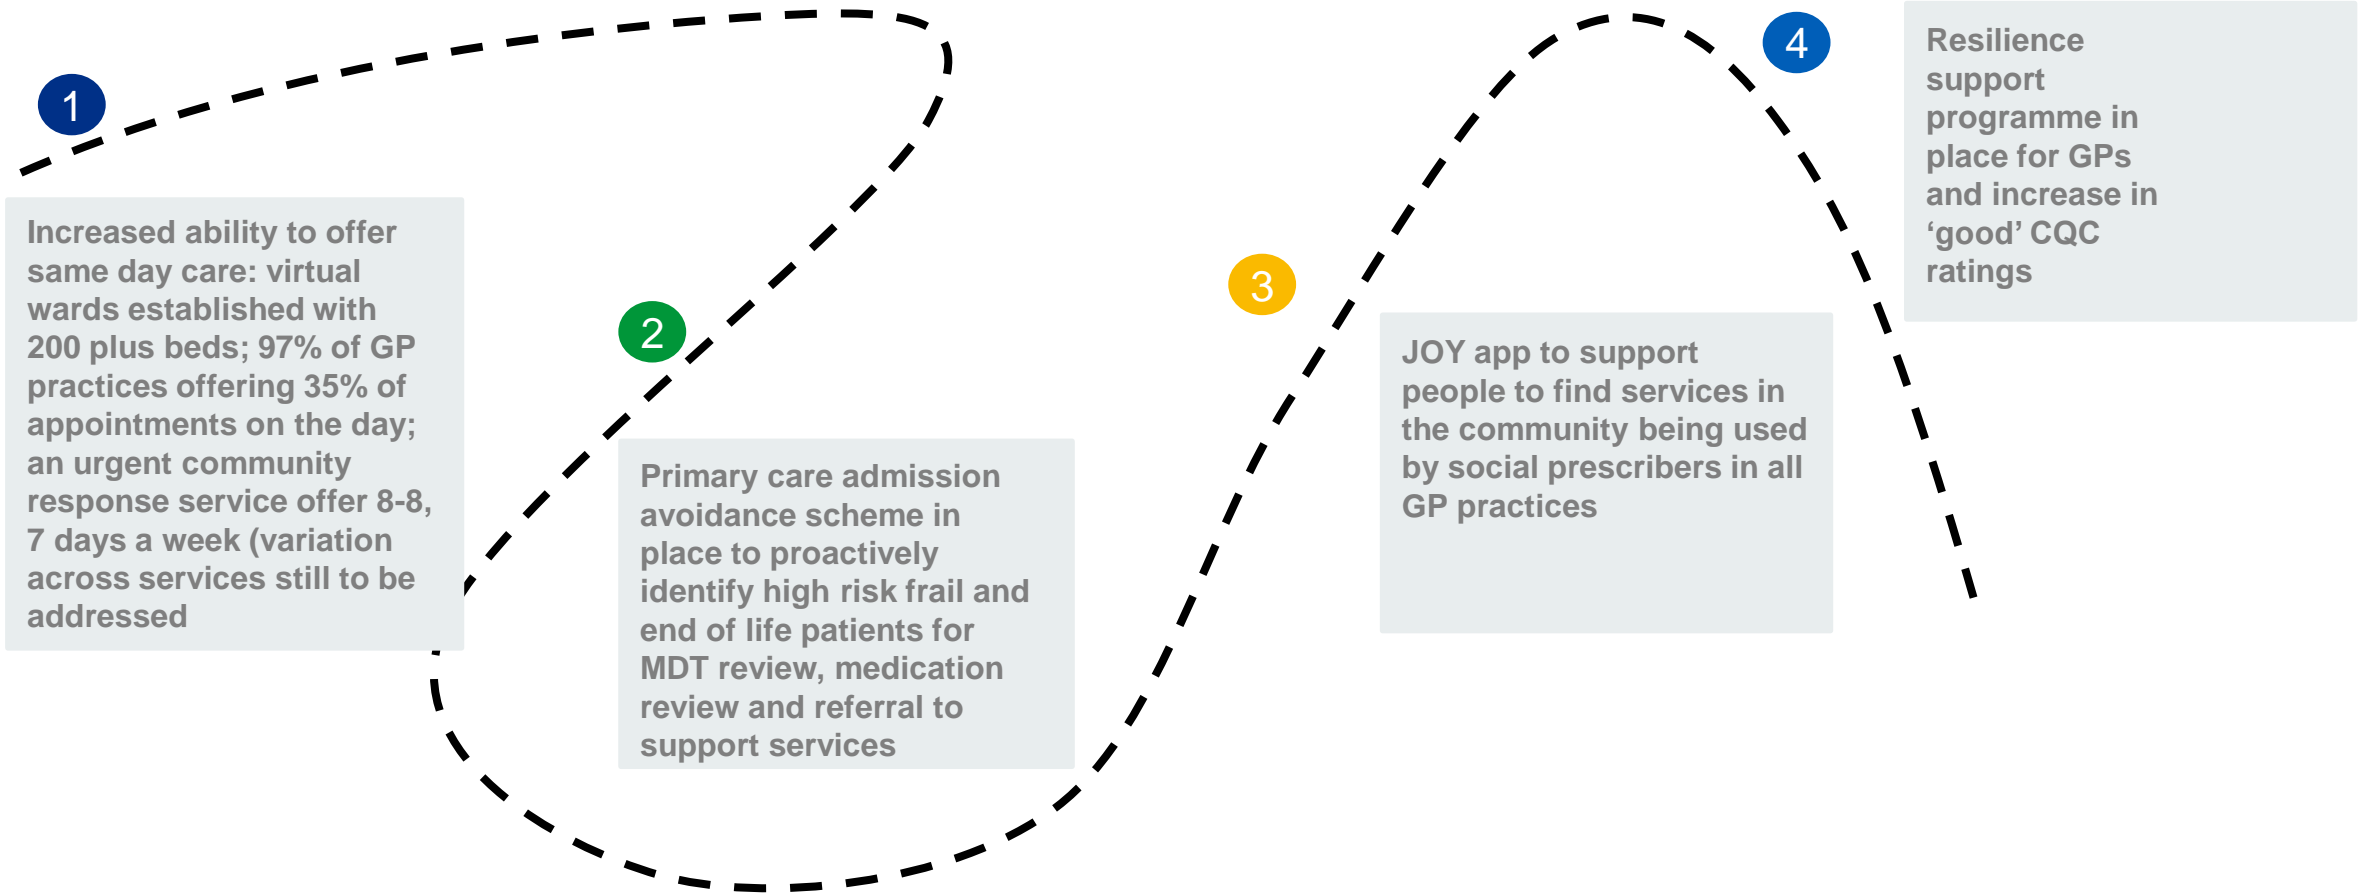 1
Increased ability to offer
same day care: virtual
wards established with
200 plus beds; 97% of GP
practices offering 35% of
appointments on the day;
an urgent community
response service offer 8-8,
7 days a week (variation
across services still to be
addressed
2
Primary care admission
avoidance scheme in
place to proactively
identify high risk frail and
end of life patients for
MDT review, medication
review and referral to
support services
3
JOY app to support
people to find services in
the community being used
by social prescribers in all
GP practices
4
Resilience
support
programme in
place for GPs
and increase in
‘good’ CQC
ratings